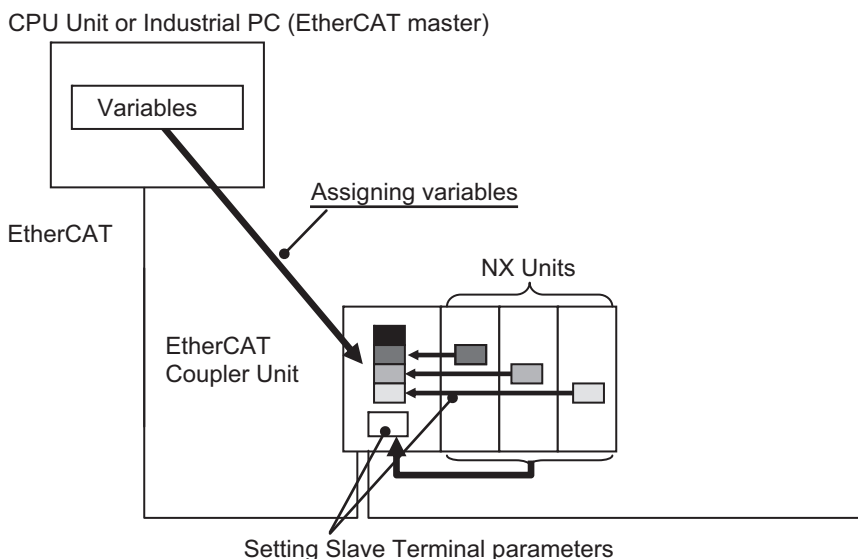 CPU Unit or Industrial PC (EtherCAT master)
Variables
Assigning variables
EtherCAT
NX Units
EtherCAT
Coupler Unit
Setting Slave Terminal parameters